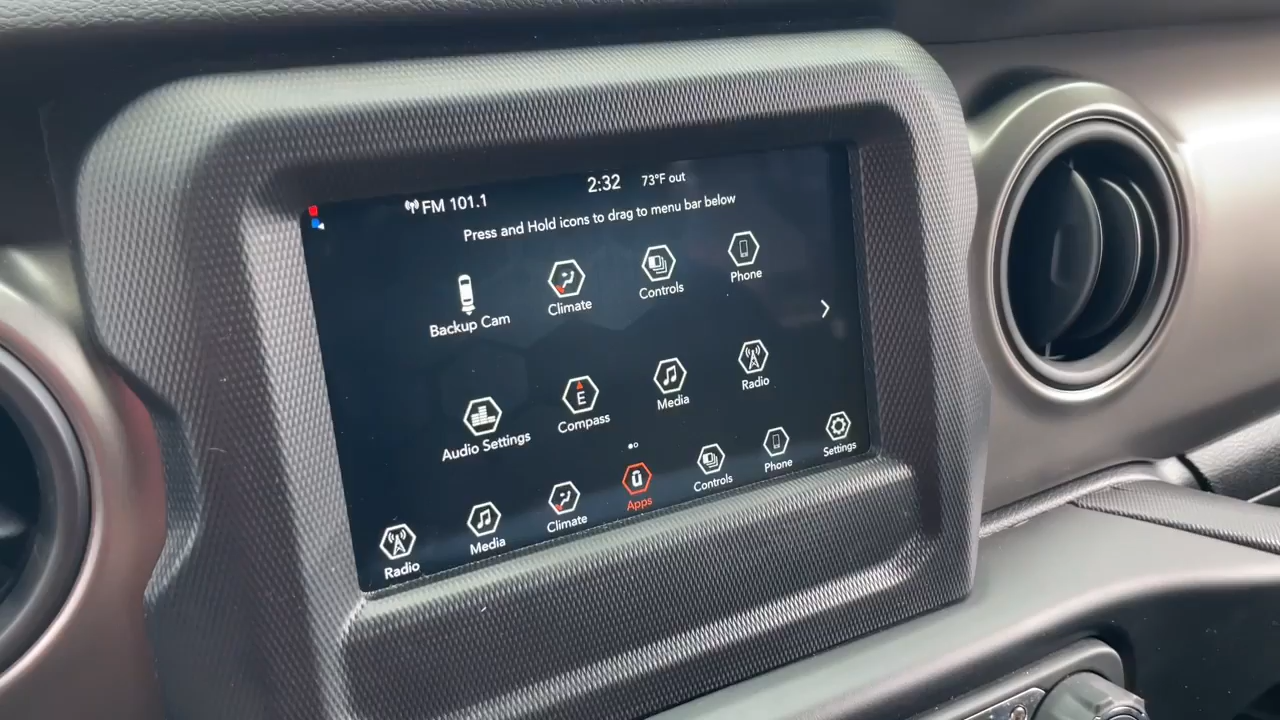 FM 101.1 2:32 73°F out
Press and Hold icons to drag to menu bar below
Backup Cam Climate Controls Phone
Audio Settings E Compass Media Radio
Radio Media Climate Apps Controls Phone Settings